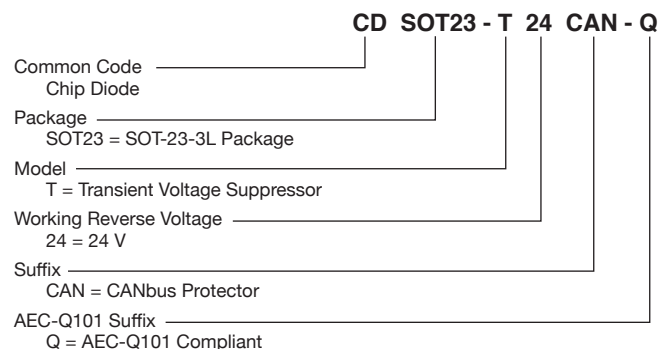 CD SOT23 - T 24 CAN - Q
Common Code
Chip Diode
Package
SOT23 = SOT-23-3L Package
Model
T = Transient Voltage Suppressor
Working Reverse Voltage
24 = 24 V
Suffix
CAN = CANbus Protector
AEC-Q101 Suffix
Q = AEC-Q101 Compliant